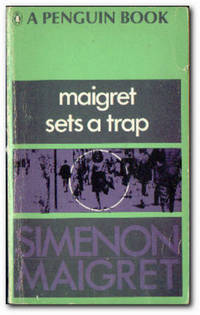 A PENGUIN BOOK
maigret
sets a trap
SIMENON
MAIGRET